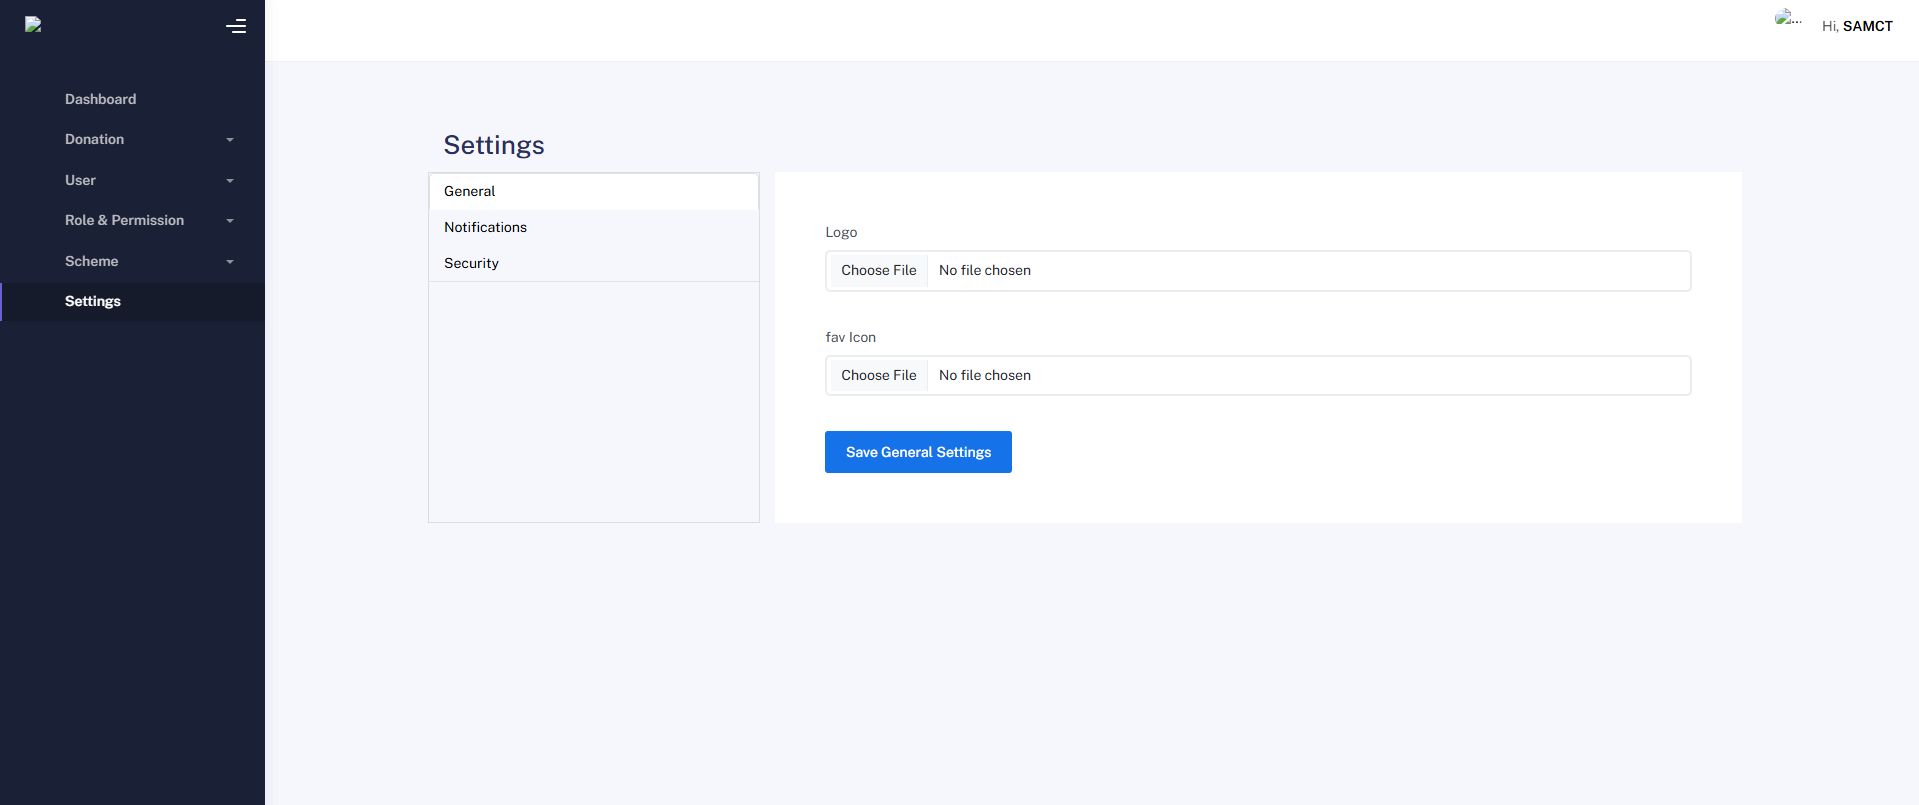 Hi, SAMCT
Dashboard
Donation
User
Role & Permission
Scheme
Settings
Settings
General
Notifications
Security
Logo
Choose File No file chosen
fav Icon
Choose File No file chosen
Save General Settings